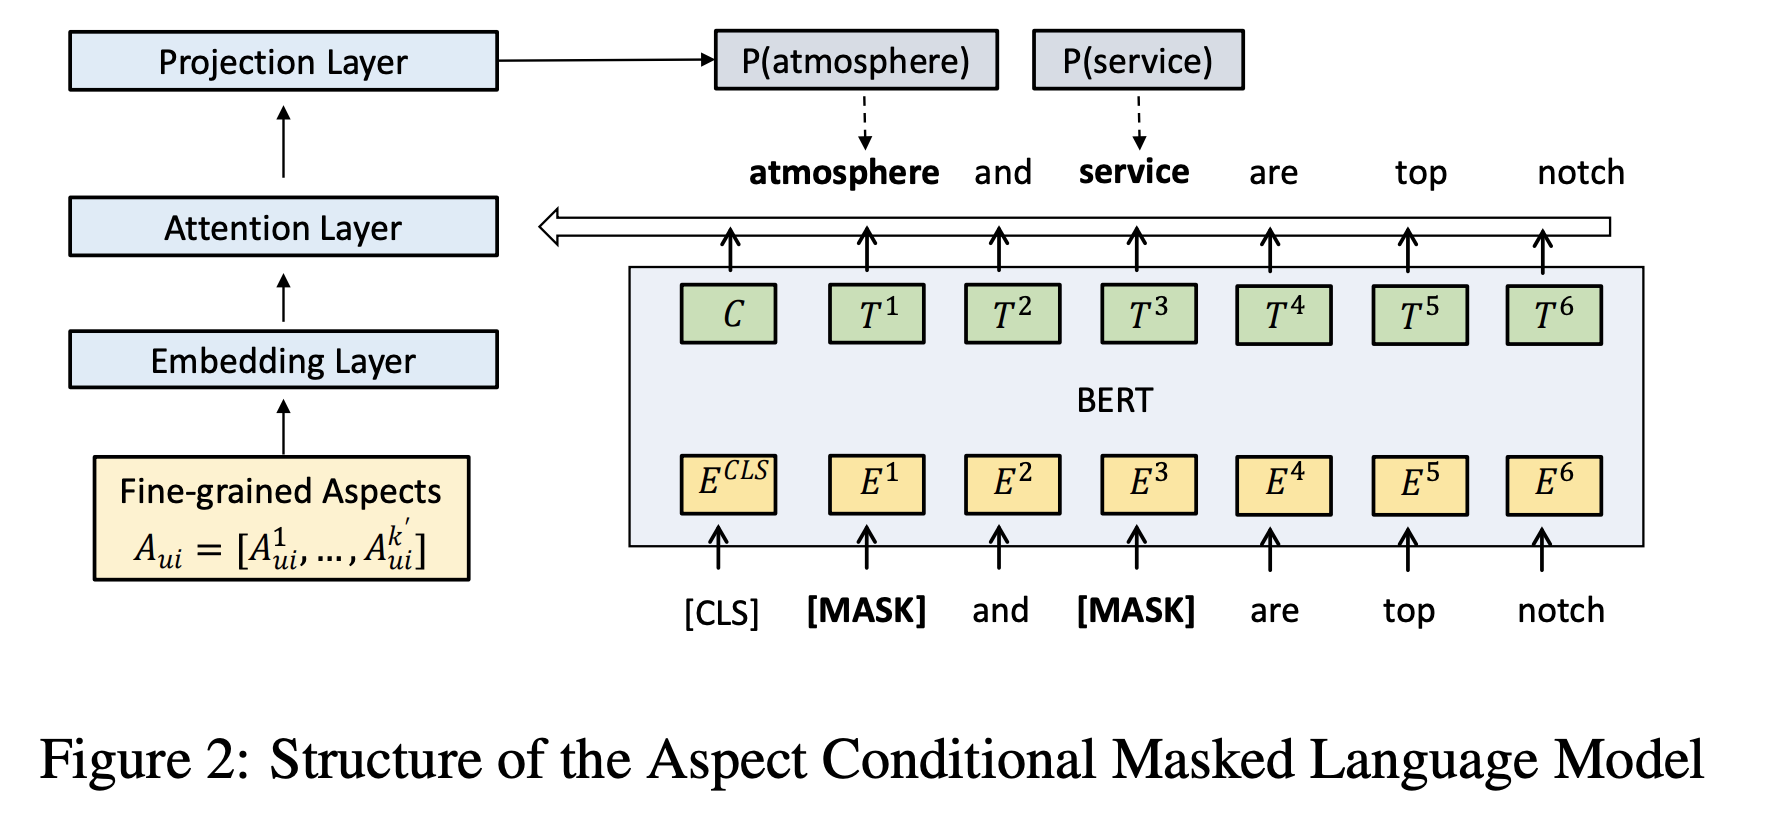 Projection Layer
P(atmosphere)
P(service)
atmosphere and service are top notch
Attention Layer
C T^1 T^2 T^3 T^4 T^5 T^6
Embedding Layer
BERT
Fine-grained Aspects
A_{ui} = [A_{ui}^1, ..., A_{ui}^{k'}]
E^{CLS} E^1 E^2 E^3 E^4 E^5 E^6
[CLS] [MASK] and [MASK] are top notch
Figure 2: Structure of the Aspect Conditional Masked Language Model